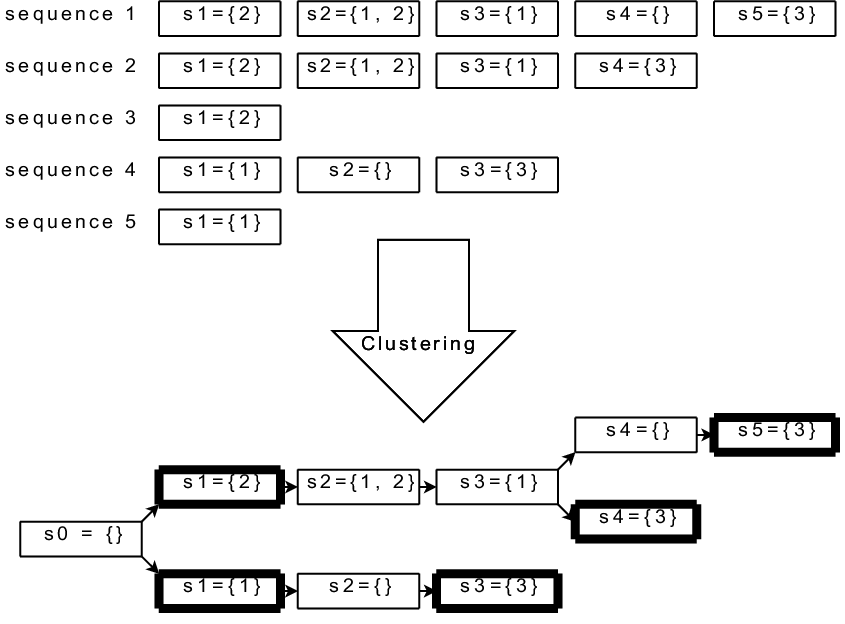 sequence 1 s1={2} s2={1, 2} s3={1} s4={} s5={3}
sequence 2 s1={2} s2={1, 2} s3={1} s4={3}
sequence 3 s1={2}
sequence 4 s1={1} s2={} s3={3}
sequence 5 s1={1}
Clustering
s4={} s5={3}
s1={2} s2={1, 2} s3={1}
s4={3}
s0 = {}
s1={1} s2={} s3={3}